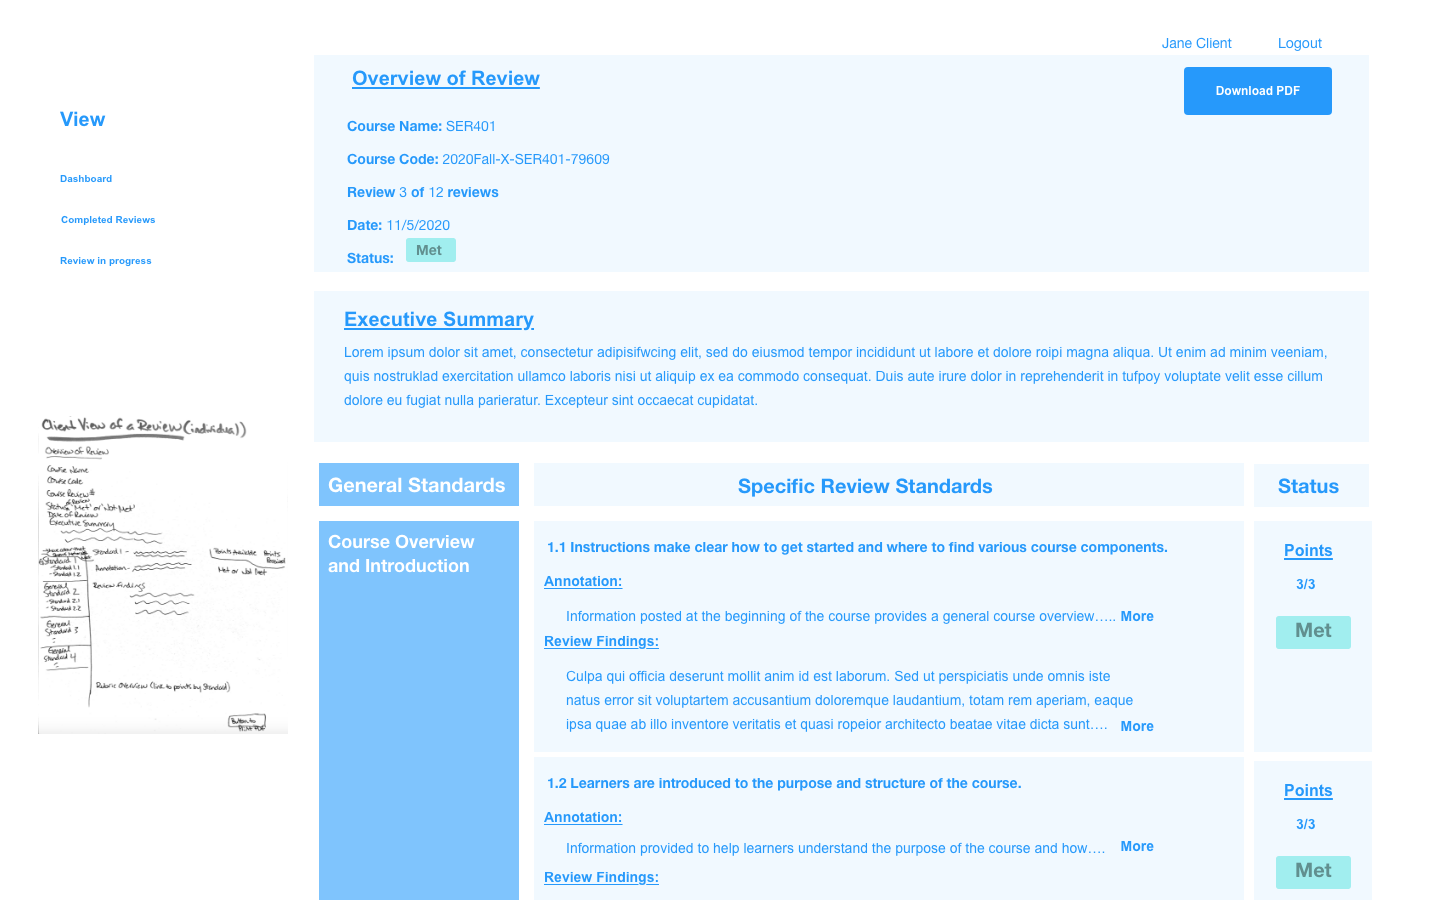 Jane Client
Logout
Overview of Review
Download PDF
View
Course Name: SER401
Course Code: 2020Fall-X-SER401-79609
Dashboard
Review 3 of 12 reviews
Completed Reviews
Date: 11/5/2020
Status: Met
Review in progress
Executive Summary
Lorem ipsum dolor sit amet, consectetur adipisifwcing elit, sed do eiusmod tempor incididunt ut labore et dolore roipi magna aliqua. Ut enim ad minim veeniam,
quis nostruklad exercitation ullamco laboris nisi ut aliquip ex ea commodo consequat. Duis aute irure dolor in reprehenderit in tufpoy voluptate velit esse cillum
dolore eu fugiat nulla parieratur. Excepteur sint occaecat cupidatat.
Client View of a Review (individual)
Overview of Review
Course Name
Course Code
Course Review #
of Review
Status 'Met' or 'Not Met'
Date of Review
Executive Summary
Standard 1 -
Points Available
Points
Standard 1
Standard 1.1
Standard 1.2
Annotation -
Met or Not Met
Review Findings
General
Standard 2
- Standard 2.1
- Standard 2.2
General
Standard 3
General
Standard 4
Rubric Overview (link to points by Standard)
Button to
Print PDF
General Standards
Specific Review Standards
Status
Course Overview
and Introduction
1.1 Instructions make clear how to get started and where to find various course components.
Annotation:
Information posted at the beginning of the course provides a general course overview….. More
Review Findings:
Culpa qui officia deserunt mollit anim id est laborum. Sed ut perspiciatis unde omnis iste
natus error sit voluptartem accusantium doloremque laudantium, totam rem aperiam, eaque
ipsa quae ab illo inventore veritatis et quasi ropeior architecto beatae vitae dicta sunt…. More
Points
3/3
Met
1.2 Learners are introduced to the purpose and structure of the course.
Annotation:
Information provided to help learners understand the purpose of the course and how…. More
Review Findings:
Points
3/3
Met